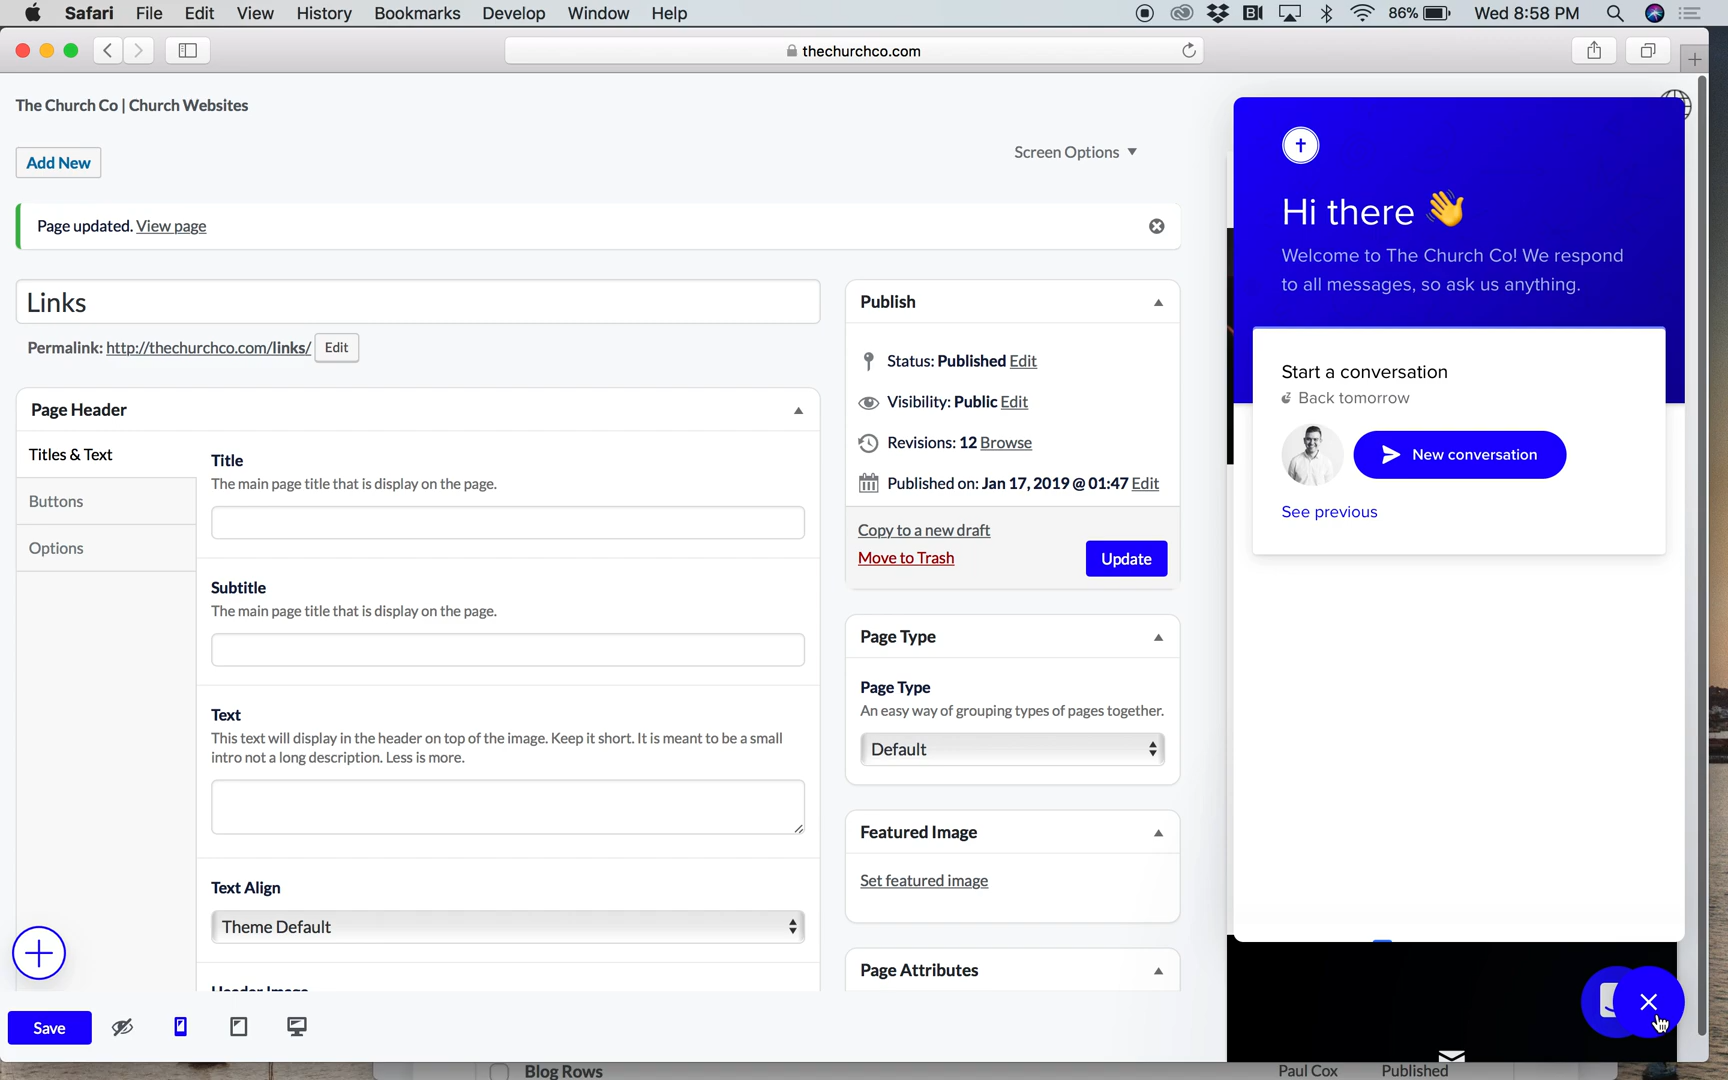 Safari File Edit View History Bookmarks Develop Window Help 86% Wed 8:58 PM
thechurchco.com
The Church Co | Church Websites
Screen Options
Add New
Page updated. View page
Links
Permalink: http://thechurchco.com/links/ Edit
Page Header
Titles & Text
Buttons
Options
Title
The main page title that is display on the page.
Subtitle
The main page title that is display on the page.
Text
This text will display in the header on top of the image. Keep it short. It is meant to be a small
intro not a long description. Less is more.
Text Align
Theme Default
Header Image
Save
Publish
Status: Published Edit
Visibility: Public Edit
Revisions: 12 Browse
Published on: Jan 17, 2019 @ 01:47 Edit
Copy to a new draft
Move to Trash
Update
Page Type
Page Type
An easy way of grouping types of pages together.
Default
Featured Image
Set featured image
Page Attributes
Hi there
Welcome to The Church Co! We respond
to all messages, so ask us anything.
Start a conversation
Back tomorrow
New conversation
See previous
Blog Rows Paul Cox Published